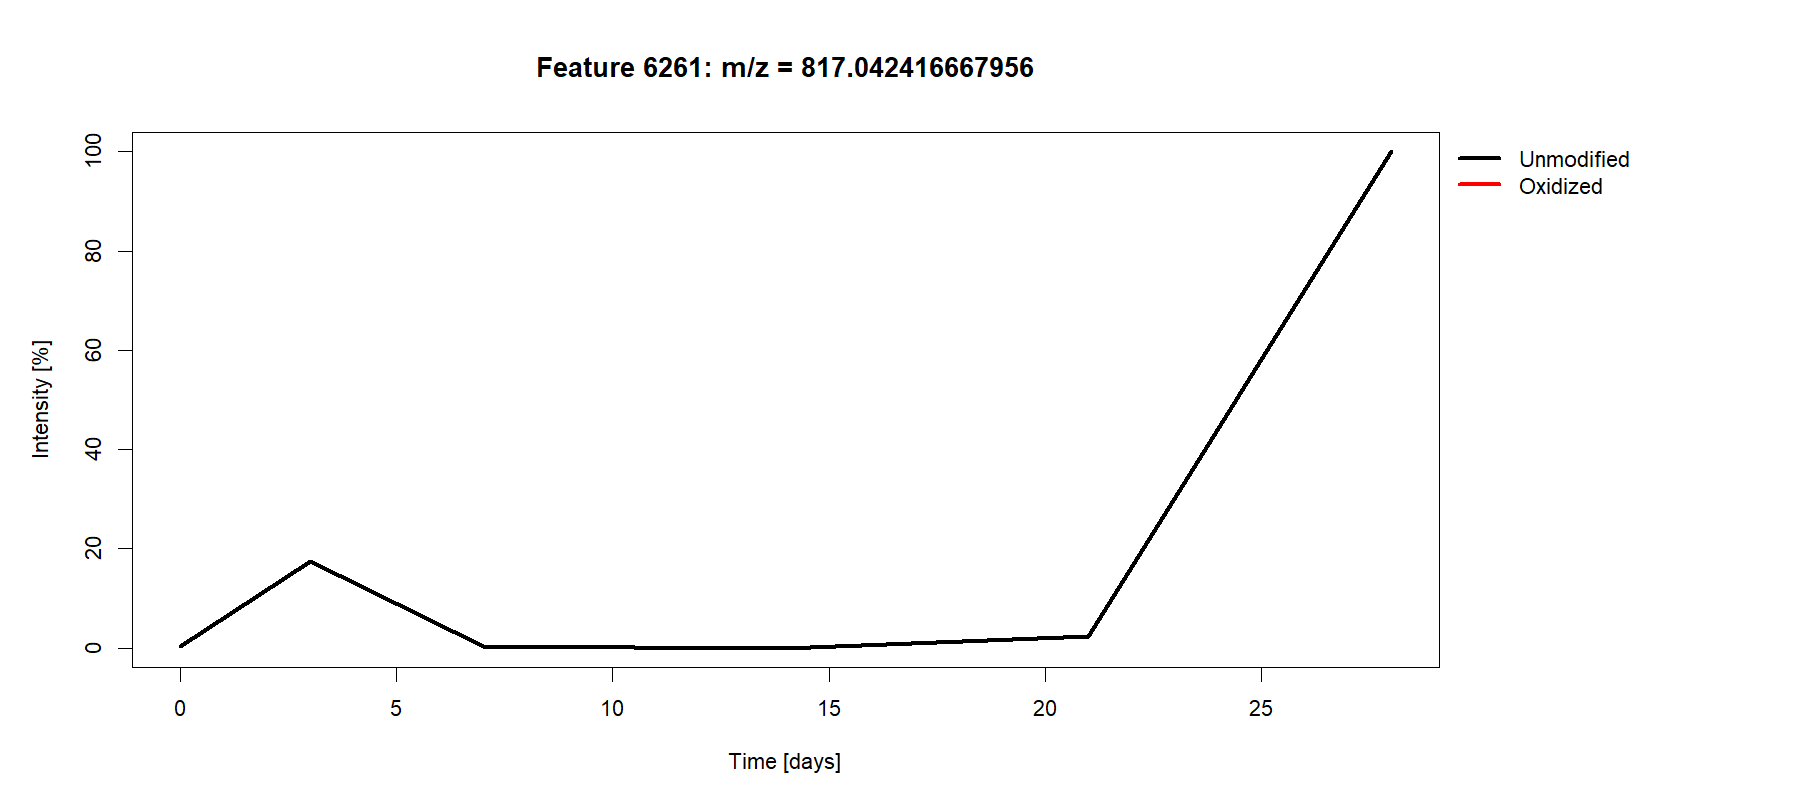 Feature 6261: m/z = 817.042416667956
Unmodified
Oxidized
Intensity [%]
100
80
60
40
20
0
0 5 10 15 20 25
Time [days]